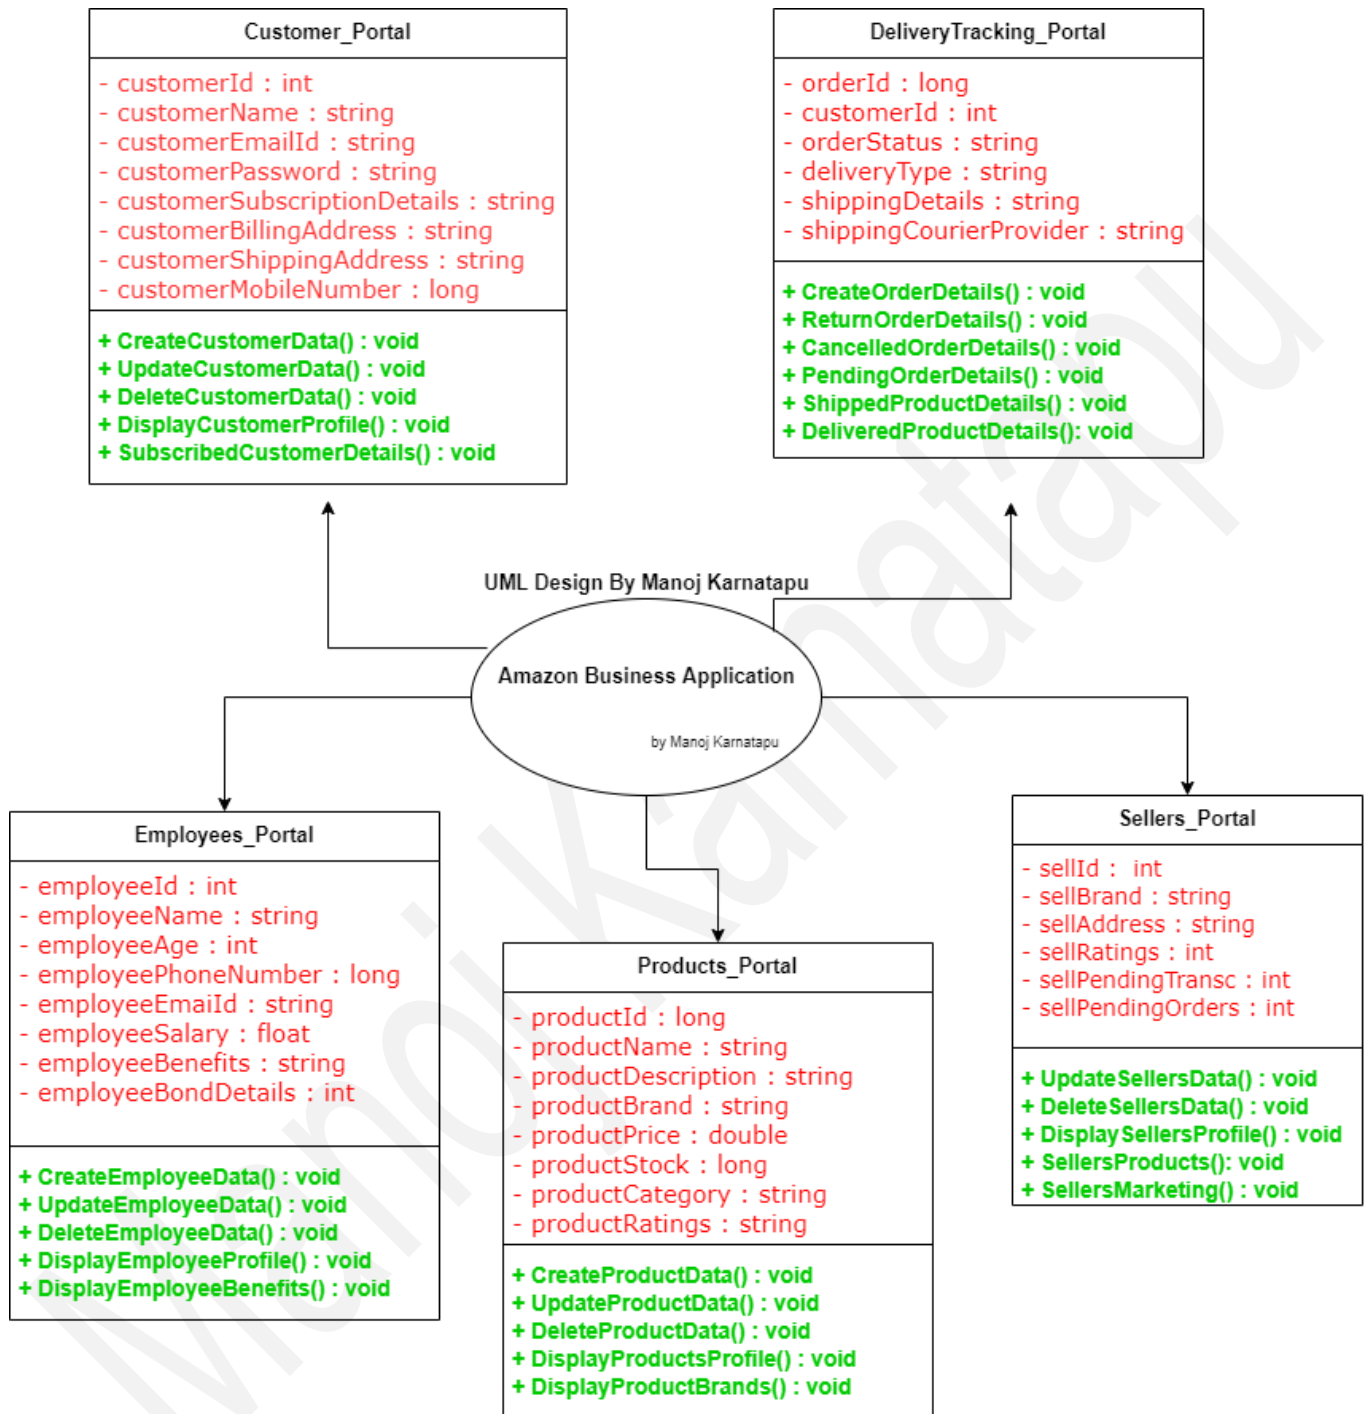 Customer_Portal
- customerId : int
- customerName : string
- customerEmailId : string
- customerPassword : string
- customerSubscriptionDetails : string
- customerBillingAddress : string
- customerShippingAddress : string
- customerMobileNumber : long
+ CreateCustomerData() : void
+ UpdateCustomerData() : void
+ DeleteCustomerData() : void
+ DisplayCustomerProfile() : void
+ SubscribedCustomerDetails() : void
DeliveryTracking_Portal
- orderId : long
- customerId : int
- orderStatus : string
- deliveryType : string
- shippingDetails : string
- shippingCourierProvider : string
+ CreateOrderDetails() : void
+ ReturnOrderDetails() : void
+ CancelledOrderDetails() : void
+ PendingOrderDetails() : void
+ ShippedProductDetails() : void
+ DeliveredProductDetails(): void
UML Design By Manoj Karnatapu
Amazon Business Application
by Manoj Karnatapu
Employees_Portal
- employeeId : int
- employeeName : string
- employeeAge : int
- employeePhoneNumber : long
- employeeEmaiId : string
- employeeSalary : float
- employeeBenefits : string
- employeeBondDetails : int
+ CreateEmployeeData() : void
+ UpdateEmployeeData() : void
+ DeleteEmployeeData() : void
+ DisplayEmployeeProfile() : void
+ DisplayEmployeeBenefits() : void
Products_Portal
- productId : long
- productName : string
- productDescription : string
- productBrand : string
- productPrice : double
- productStock : long
- productCategory : string
- productRatings : string
+ CreateProductData() : void
+ UpdateProductData() : void
+ DeleteProductData() : void
+ DisplayProductsProfile() : void
+ DisplayProductBrands() : void
Sellers_Portal
- sellId :  int
- sellBrand : string
- sellAddress : string
- sellRatings : int
- sellPendingTransc : int
- sellPendingOrders : int
+ UpdateSellersData() : void
+ DeleteSellersData() : void
+ DisplaySellersProfile() : void
+ SellersProducts(): void
+ SellersMarketing() : void
Manoj Karnatapu